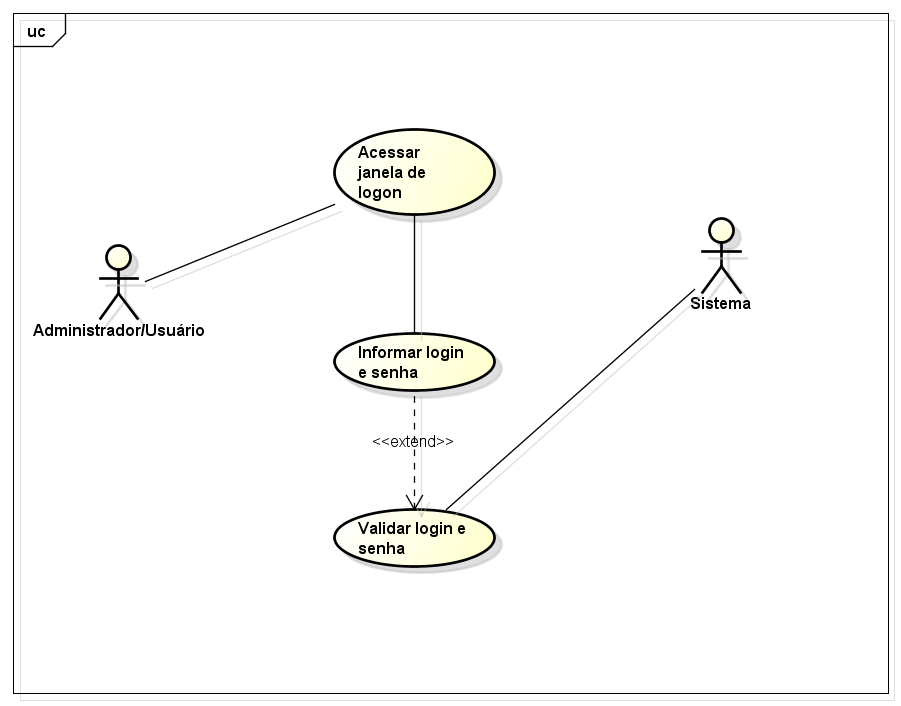 uc
Acessar
janela de
logon
Sistema
Administrador/Usuário
Informar login
e senha
<<extend>>
Validar login e
senha